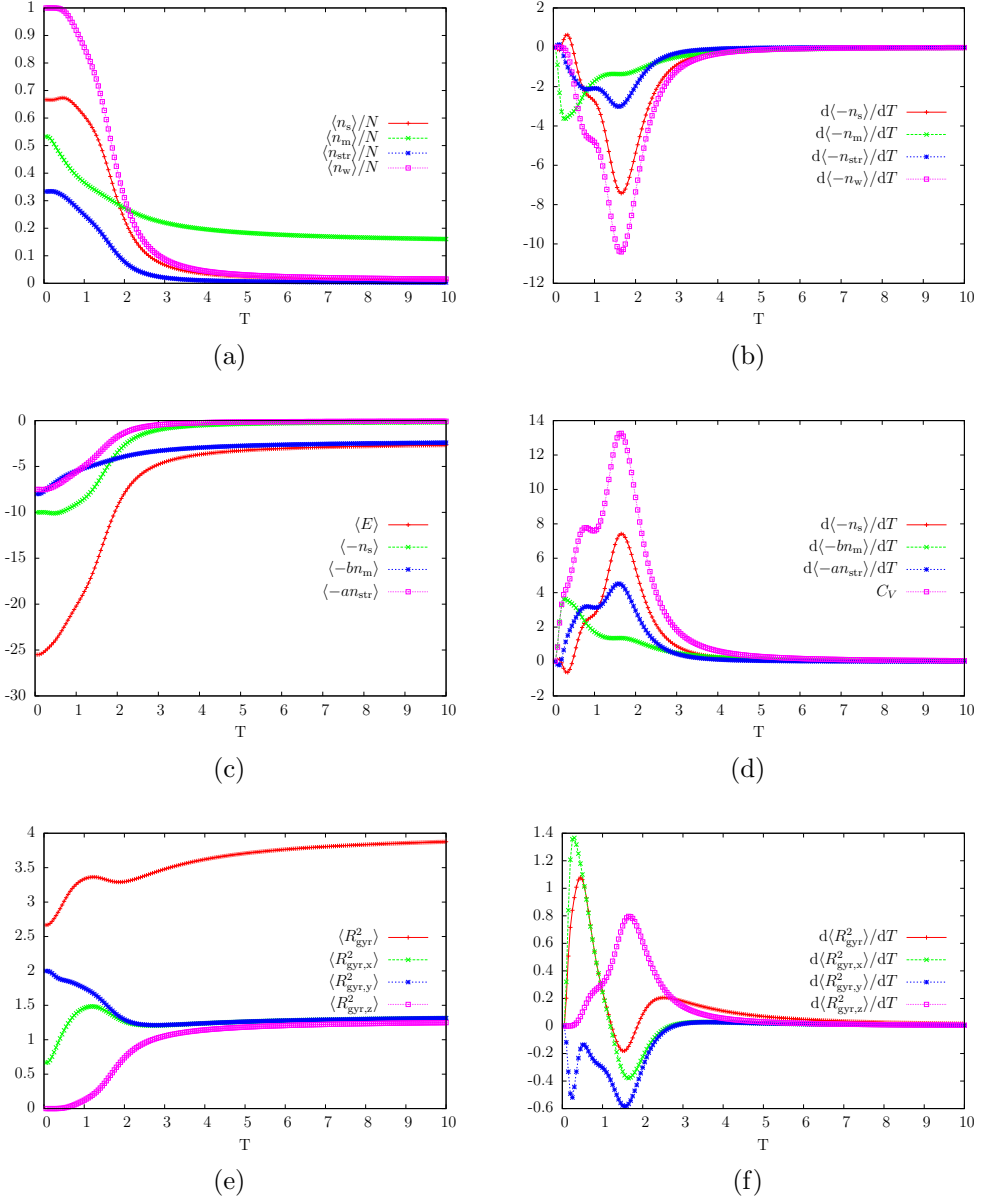 1
0.9
0.8
0.7
0.6
0.5
0.4
0.3
0.2
0.1
0
0 1 2 3 4 5 6 7 8 9 10
T
⟨n_s⟩/N
⟨n_m⟩/N
⟨n_str⟩/N
⟨n_w⟩/N
(a)
2
0
-2
-4
-6
-8
-10
-12
0 1 2 3 4 5 6 7 8 9 10
T
d⟨−n_s⟩/dT
d⟨−n_m⟩/dT
d⟨−n_str⟩/dT
d⟨−n_w⟩/dT
(b)
0
-5
-10
-15
-20
-25
-30
0 1 2 3 4 5 6 7 8 9 10
T
⟨E⟩
⟨−n_s⟩
⟨−bn_m⟩
⟨−an_str⟩
(c)
14
12
10
8
6
4
2
0
-2
0 1 2 3 4 5 6 7 8 9 10
T
d⟨−n_s⟩/dT
d⟨−bn_m⟩/dT
d⟨−an_str⟩/dT
C_V
(d)
4
3.5
3
2.5
2
1.5
1
0.5
0
0 1 2 3 4 5 6 7 8 9 10
T
⟨R²_gyr⟩
⟨R²_gyr,x⟩
⟨R²_gyr,y⟩
⟨R²_gyr,z⟩
(e)
1.4
1.2
1
0.8
0.6
0.4
0.2
0
-0.2
-0.4
-0.6
0 1 2 3 4 5 6 7 8 9 10
T
d⟨R²_gyr⟩/dT
d⟨R²_gyr,x⟩/dT
d⟨R²_gyr,y⟩/dT
d⟨R²_gyr,z⟩/dT
(f)